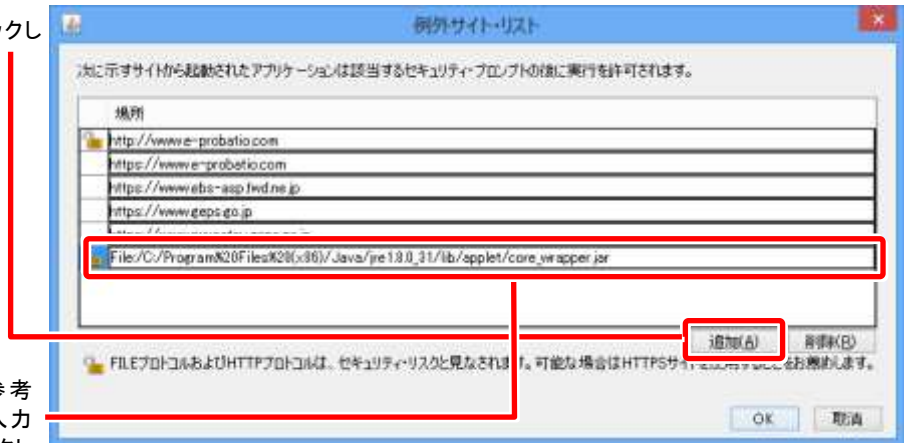 ックし
例外サイト・リスト
次に示すサイトから起動されたアプリケーションは該当するセキュリティ・プロンプトの後に実行を許可されます。
場所
http://www.e-probatio.com
https://www.e-probatio.com
https://www.ebs-asp.fwd.ne.jp
https://www.geps.go.jp
File:/C:/Program%20Files%20(x86)/Java/jre1.8.0_31/lib/applet/core_wrapper.jar
追加(A)
削除(R)
FILEプロトコルおよびHTTPプロトコルは、セキュリティ・リスクと見なされます。可能な場合はHTTPSサイ
お薦めします。
参考
入力
OK
取消